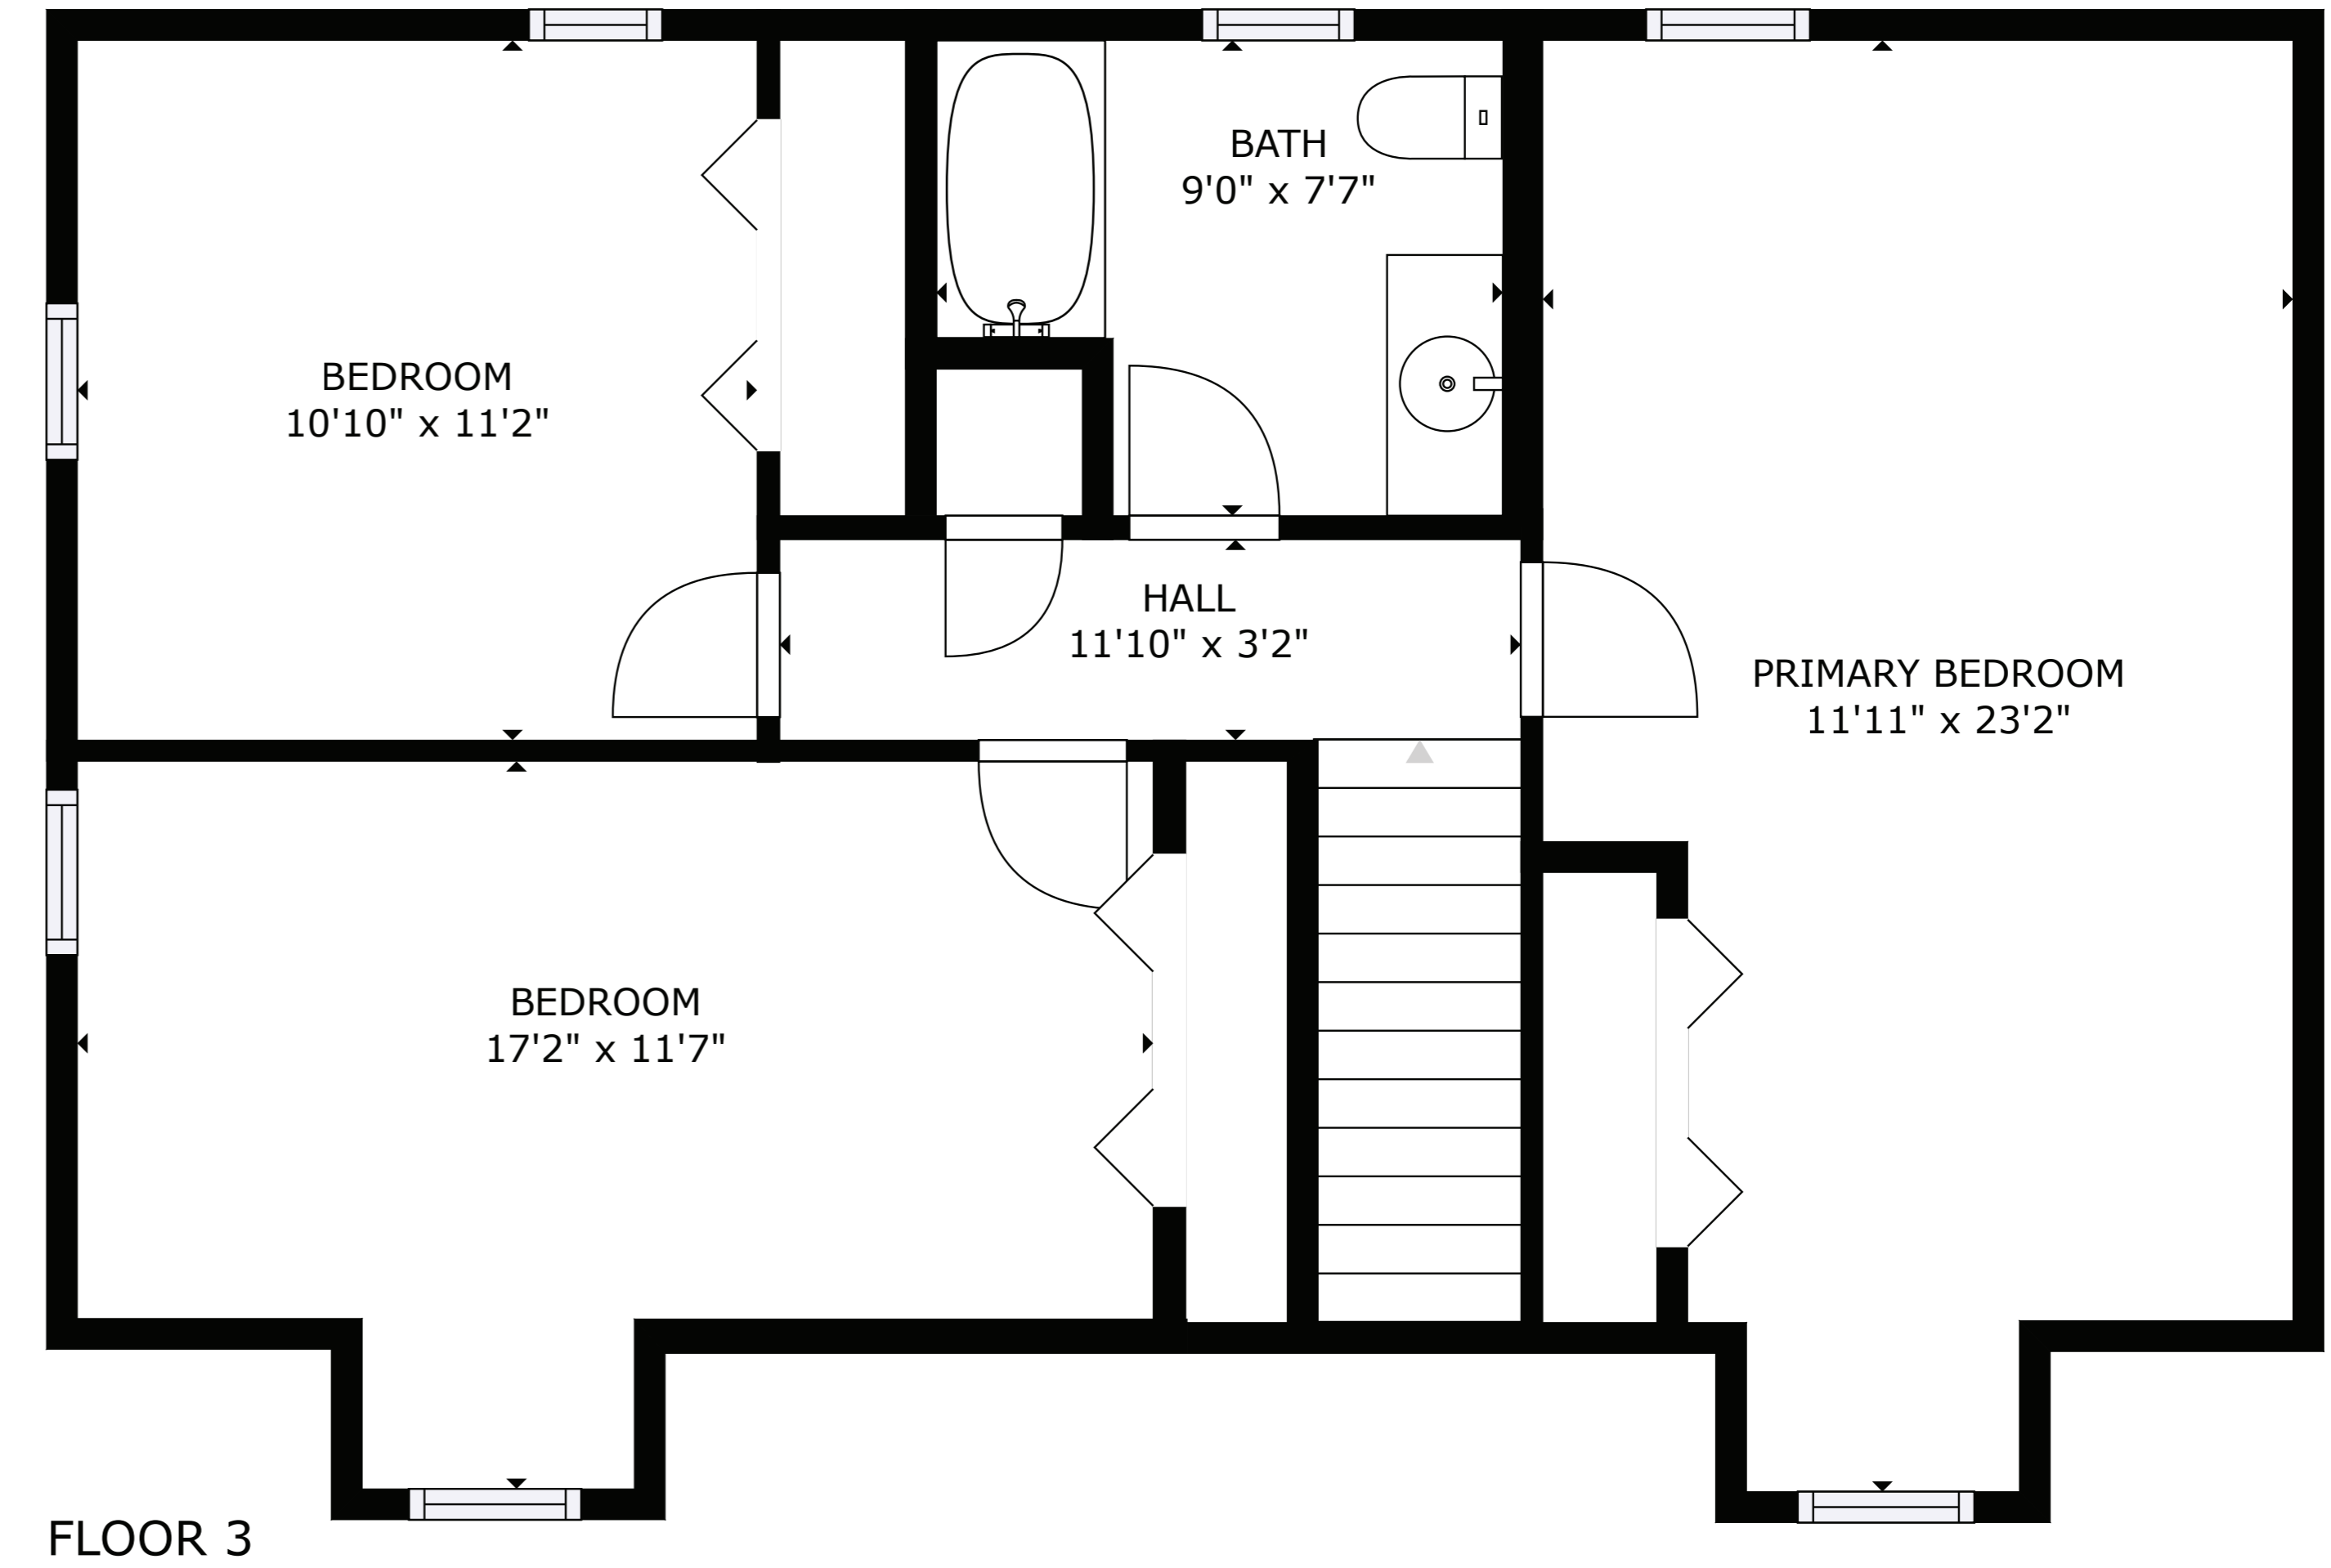 BATH
9'0" x 7'7"
BEDROOM
10'10" x 11'2"
HALL
11'10" x 3'2"
PRIMARY BEDROOM
11'11" x 23'2"
BEDROOM
17'2" x 11'7"
FLOOR 3